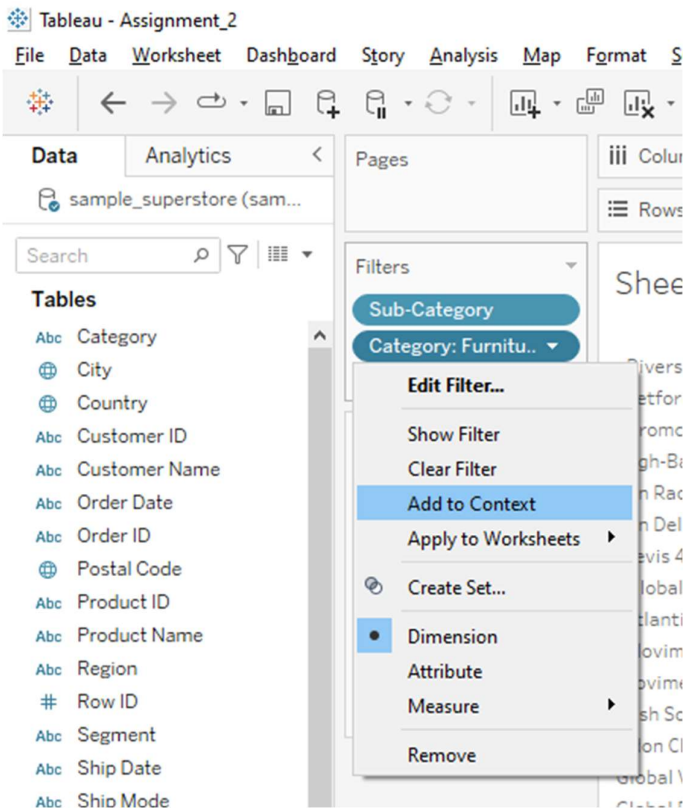 Tableau - Assignment_2
File Data Worksheet Dashboard Story Analysis Map Format S
Data Analytics
sample_superstore (sam...
Search
Tables
Abc Category
City
Country
Abc Customer ID
Abc Customer Name
Abc Order Date
Abc Order ID
Postal Code
Abc Product ID
Abc Product Name
Abc Region
# Row ID
Abc Segment
Abc Ship Date
Abc Ship Mode
Pages
Filters
Sub-Category
Category: Furnitu..
Edit Filter...
Show Filter
Clear Filter
Add to Context
Apply to Worksheets
Create Set...
Dimension
Attribute
Measure
Remove
iii Colu
Rows
Shee